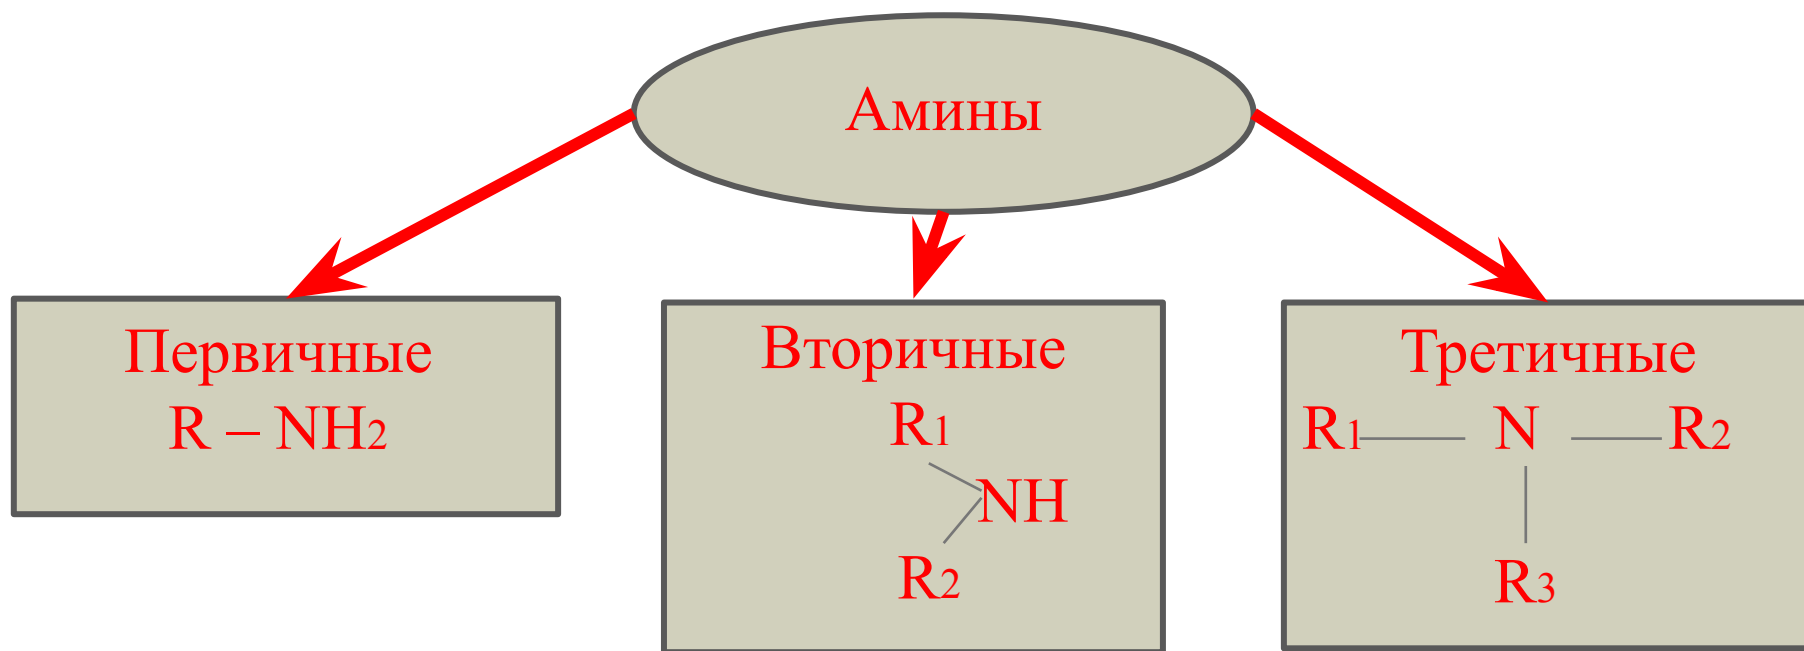 Амины
Первичные
R – NH2
Вторичные
R1
NH
R2
Третичные
R1 N R2
R3